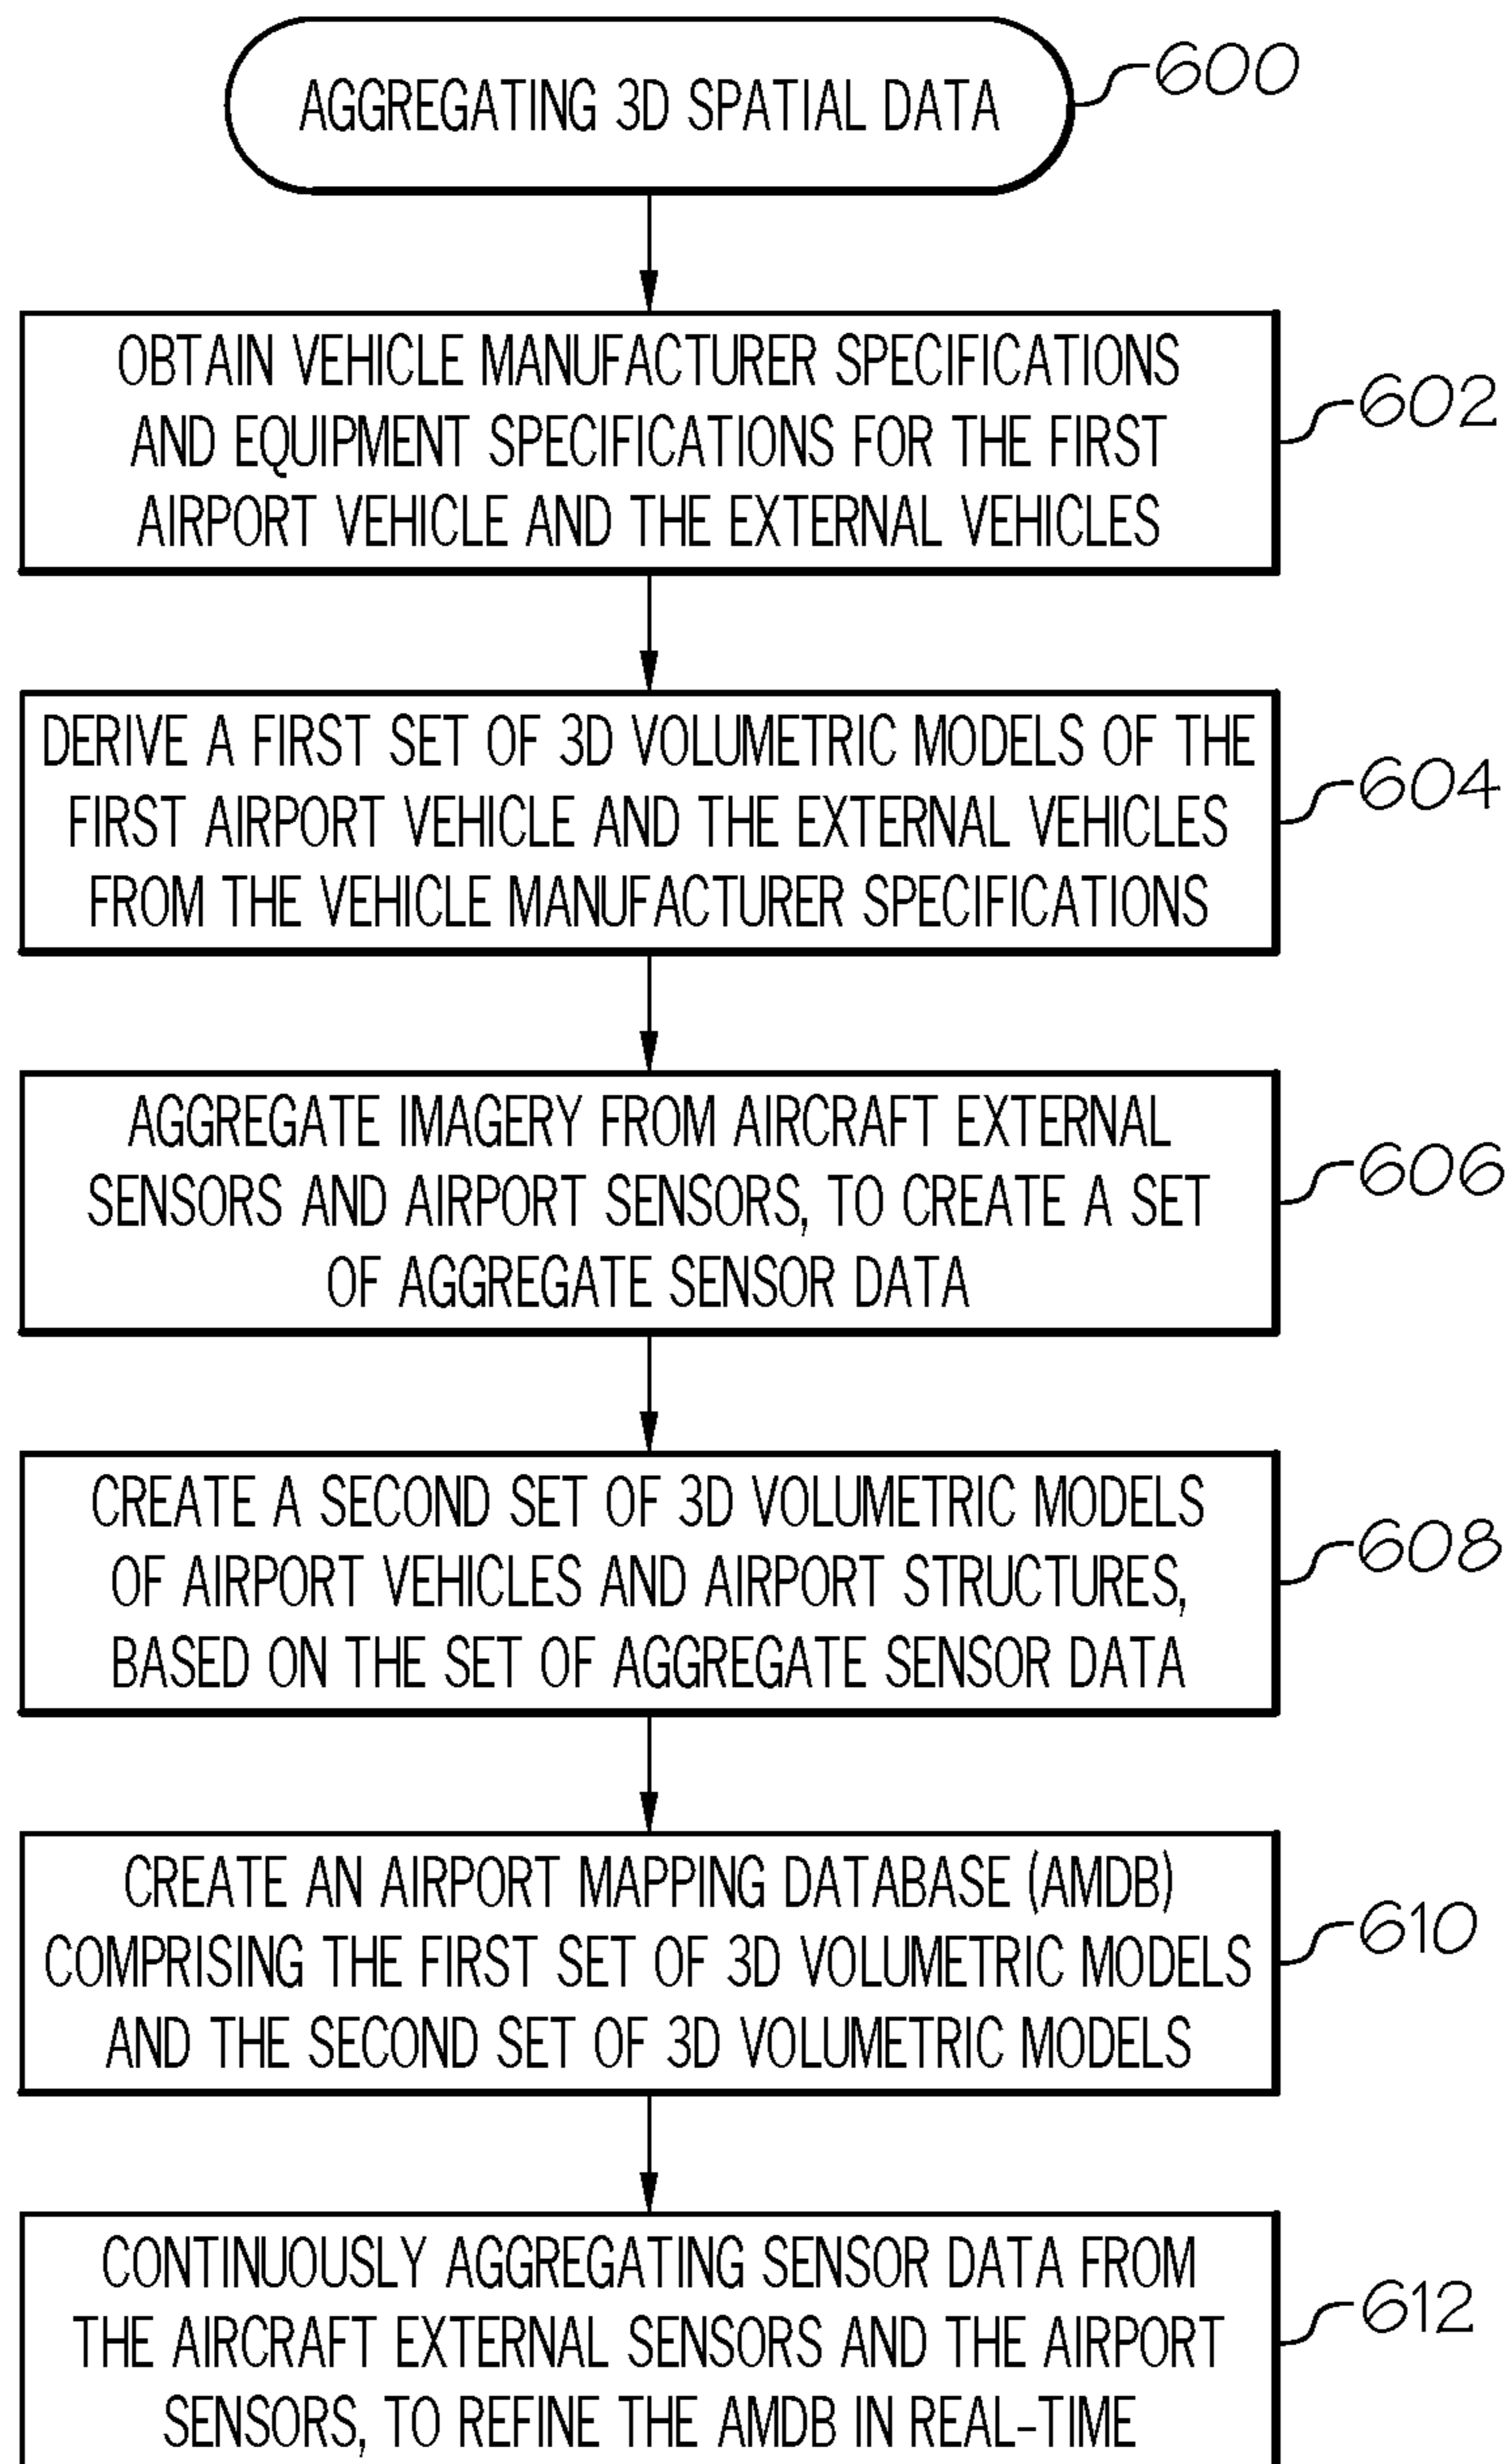 AGGREGATING 3D SPATIAL DATA
600
OBTAIN VEHICLE MANUFACTURER SPECIFICATIONS
AND EQUIPMENT SPECIFICATIONS FOR THE FIRST
AIRPORT VEHICLE AND THE EXTERNAL VEHICLES
602
DERIVE A FIRST SET OF 3D VOLUMETRIC MODELS OF THE
FIRST AIRPORT VEHICLE AND THE EXTERNAL VEHICLES
FROM THE VEHICLE MANUFACTURER SPECIFICATIONS
604
AGGREGATE IMAGERY FROM AIRCRAFT EXTERNAL
SENSORS AND AIRPORT SENSORS, TO CREATE A SET
OF AGGREGATE SENSOR DATA
606
CREATE A SECOND SET OF 3D VOLUMETRIC MODELS
OF AIRPORT VEHICLES AND AIRPORT STRUCTURES,
BASED ON THE SET OF AGGREGATE SENSOR DATA
608
CREATE AN AIRPORT MAPPING DATABASE (AMDB)
COMPRISING THE FIRST SET OF 3D VOLUMETRIC MODELS
AND THE SECOND SET OF 3D VOLUMETRIC MODELS
610
CONTINUOUSLY AGGREGATING SENSOR DATA FROM
THE AIRCRAFT EXTERNAL SENSORS AND THE AIRPORT
SENSORS, TO REFINE THE AMDB IN REAL-TIME
612